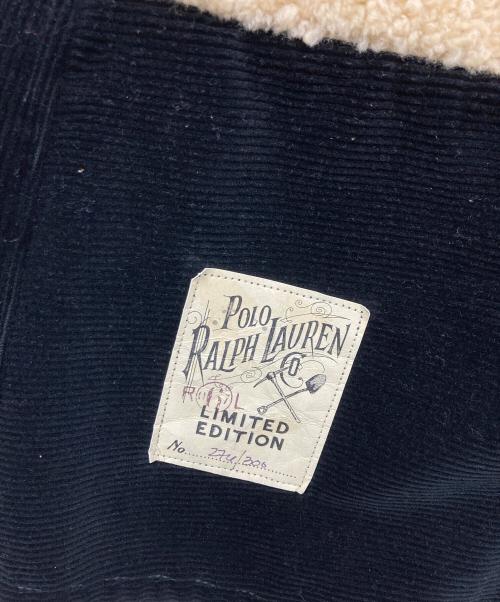 POLO
RALPH LAUREN
CO
R L
LIMITED
EDITION
No.